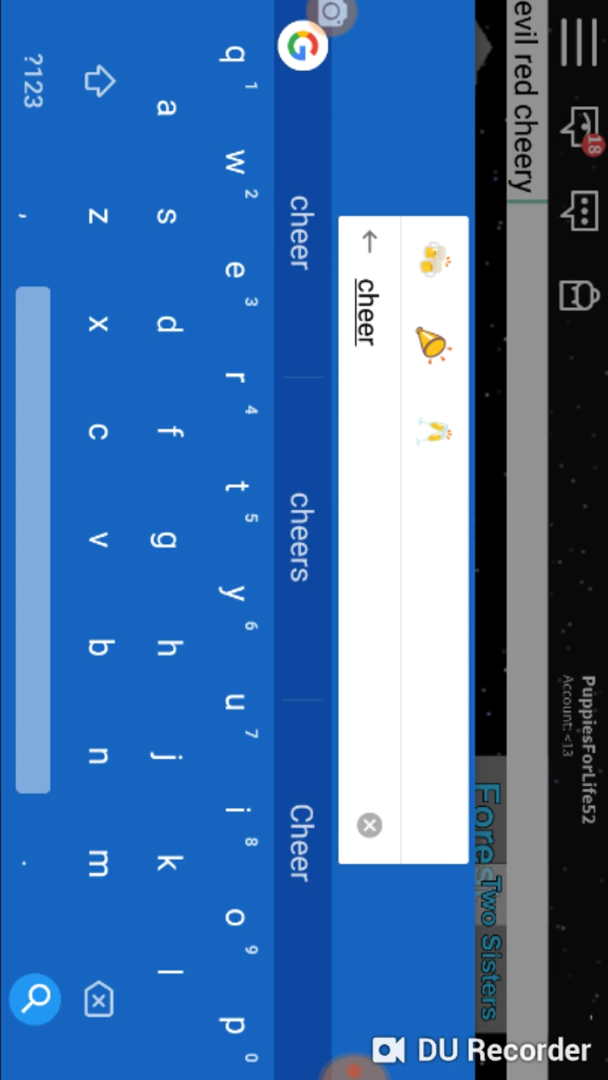 18
PuppiesForLife52
Account: <13
evil red cheery
Fores
Two Sisters
cheer
cheer cheers Cheer
q 1 w 2 e 3 r 4 t 5 y 6 u 7 i 8 o 9 p 0
a s d f g h j k l
z x c v b n m
?123 , .
DU Recorder